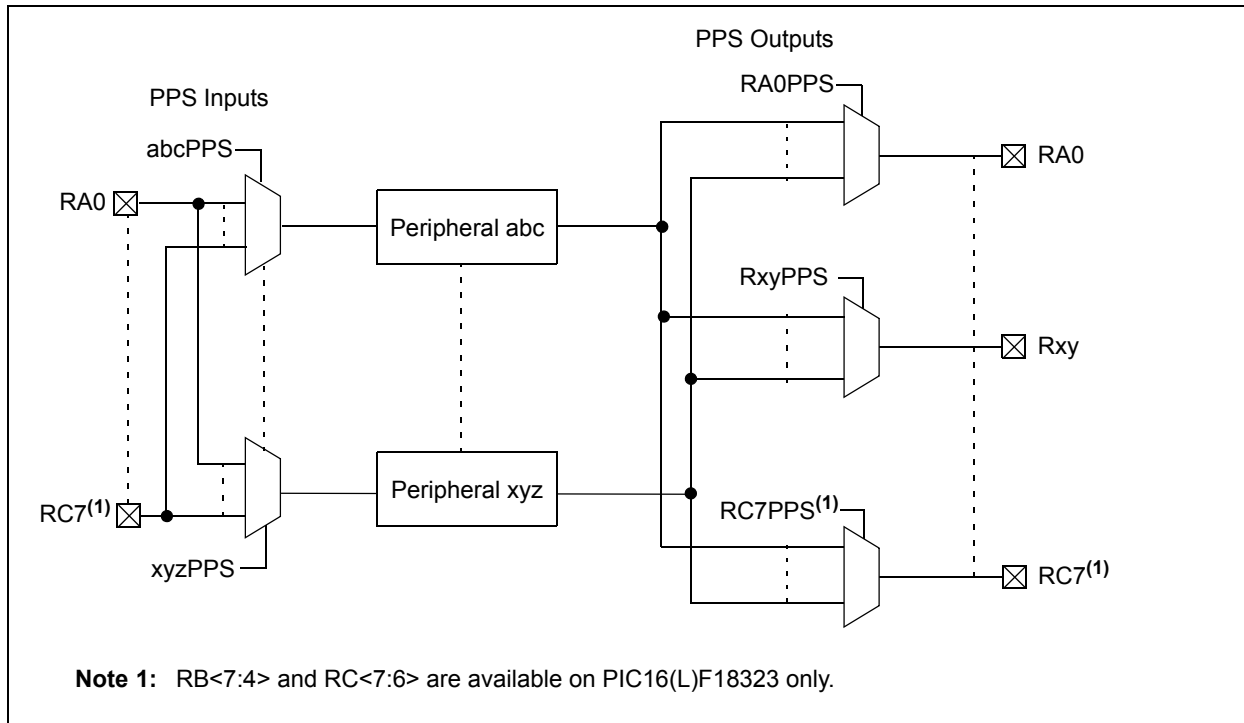 PPS Outputs
RA0PPS
PPS Inputs
abcPPS
RA0
RA0
Peripheral abc
RxyPPS
Rxy
Peripheral xyz
RC7(1)
RC7PPS(1)
xyzPPS
RC7(1)
Note 1: RB<7:4> and RC<7:6> are available on PIC16(L)F18323 only.